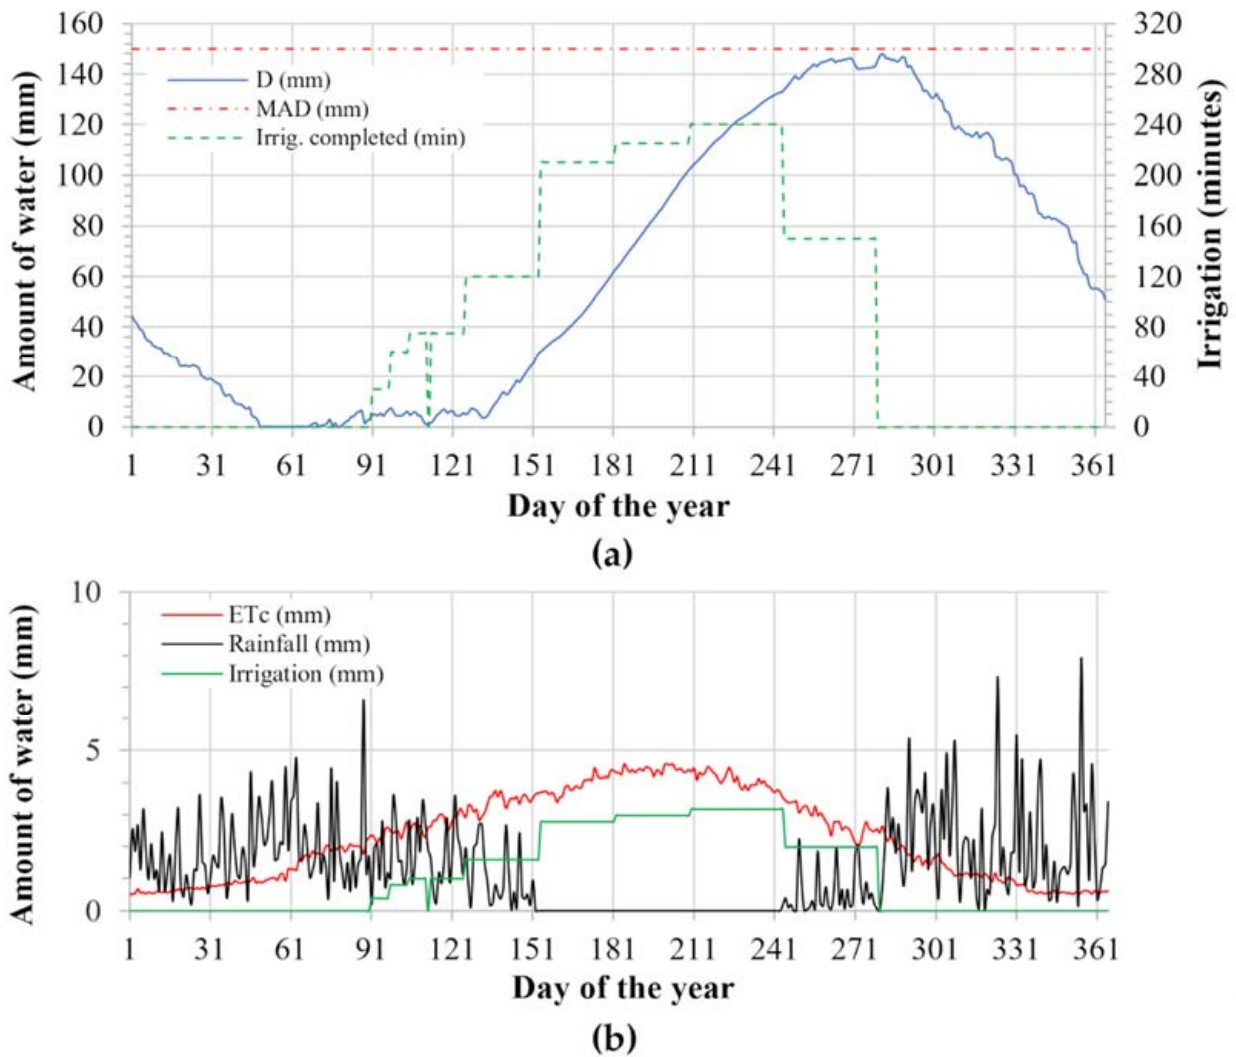 160
140
120
100
80
60
40
20
0
320
280
240
200
160
120
80
40
0
Amount of water (mm)
Irrigation (minutes)
D (mm)
MAD (mm)
Irrig. completed (min)
1 31 61 91 121 151 181 211 241 271 301 331 361
Day of the year
(a)
10
5
0
Amount of water (mm)
ETc (mm)
Rainfall (mm)
Irrigation (mm)
1 31 61 91 121 151 181 211 241 271 301 331 361
Day of the year
(b)